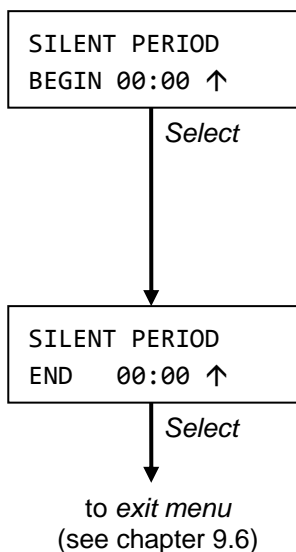 SILENT PERIOD
BEGIN 00:00 ↑
Select
SILENT PERIOD
END 00:00 ↑
Select
to exit menu
(see chapter 9.6)